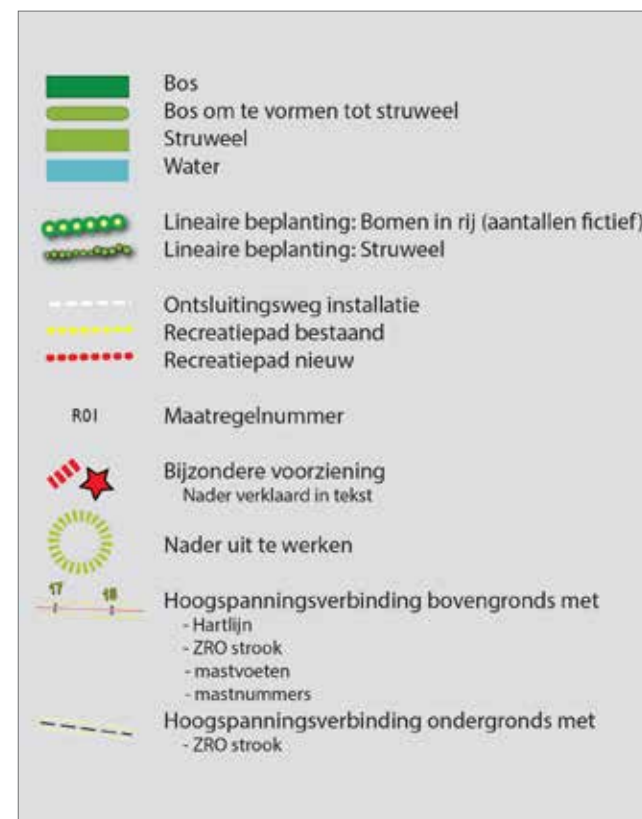 Bos
Bos om te vormen tot struweel
Struweel
Water
Lineaire beplanting: Bomen in rij (aantallen fictief)
Lineaire beplanting: Struweel
Ontsluitingsweg installatie
Recreatiepad bestaand
Recreatiepad nieuw
R01 Maatregelnummer
Bijzondere voorziening
Nader verklaard in tekst
Nader uit te werken
17 18
Hoogspanningsverbinding bovengronds met
- Hartlijn
- ZRO strook
- mastvoeten
- mastnummers
Hoogspanningsverbinding ondergronds met
- ZRO strook